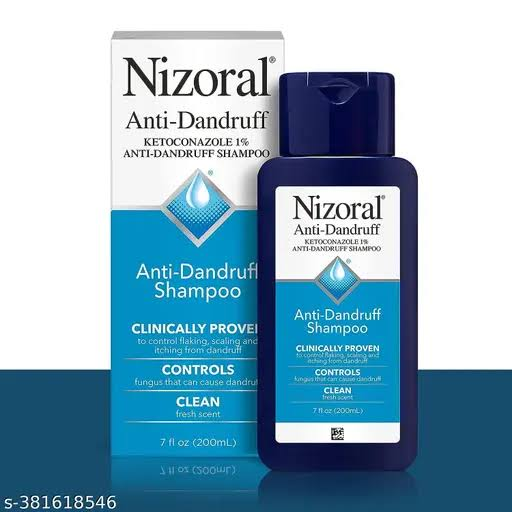 Nizoral®
Anti-Dandruff
KETOCONAZOLE 1%
ANTI-DANDRUFF SHAMPOO
®
Anti-Dandruff
Shampoo
CLINICALLY PROVEN
to control flaking, scaling and
itching from dandruff
CONTROLS
fungus that can cause dandruff
CLEAN
fresh scent
7 fl oz (200mL)
Nizoral®
Anti-Dandruff
KETOCONAZOLE 1%
ANTI-DANDRUFF SHAMPOO
®
Anti-Dandruff
Shampoo
CLINICALLY PROVEN
to control flaking, scaling and
itching from dandruff
CONTROLS
fungus that can cause dandruff
CLEAN
fresh scent
7 fl oz (200mL)
s-381618546